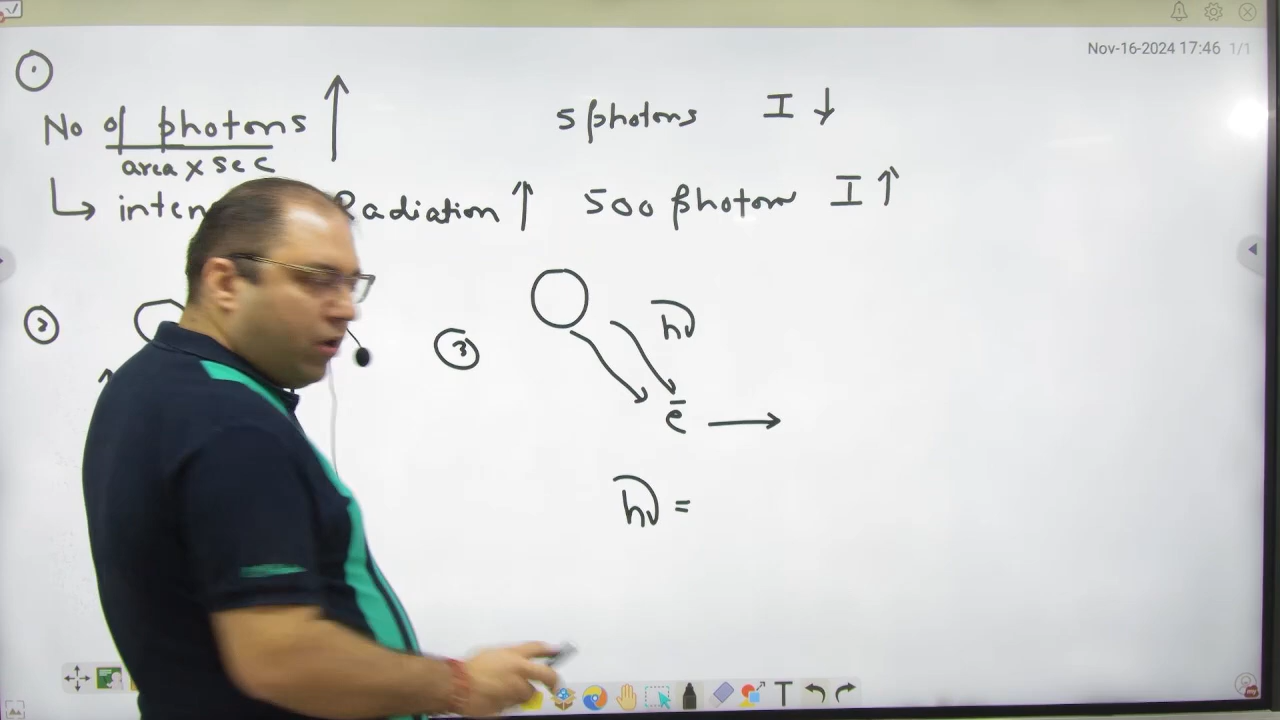 Nov-16-2024 17:46 1/1
1
No of photons 5 photons I ↓
area x sec
↳ inten Radiation ↑ 500 photon I ↑
2
3
hν
e̅ →
hν =
T